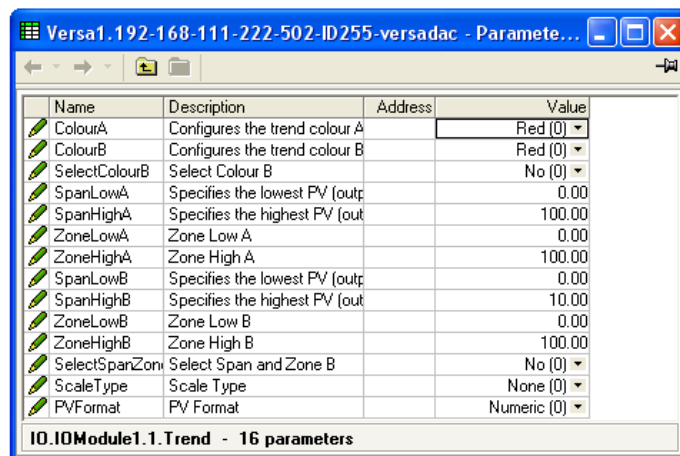 Versa1.192-168-111-222-502-ID255-versadac - Paramete...
Name Description Address Value
ColourA Configures the trend colour A Red (0)
ColourB Configures the trend colour B Red (0)
SelectColourB Select Colour B No (0)
SpanLowA Specifies the lowest PV (outp 0.00
SpanHighA Specifies the highest PV (out 100.00
ZoneLowA Zone Low A 0.00
ZoneHighA Zone High A 100.00
SpanLowB Specifies the lowest PV (outp 0.00
SpanHighB Specifies the highest PV (out 10.00
ZoneLowB Zone Low B 0.00
ZoneHighB Zone High B 100.00
SelectSpanZon Select Span and Zone B No (0)
ScaleType Scale Type None (0)
PVFormat PV Format Numeric (0)
IO.IOModule1.1.Trend - 16 parameters